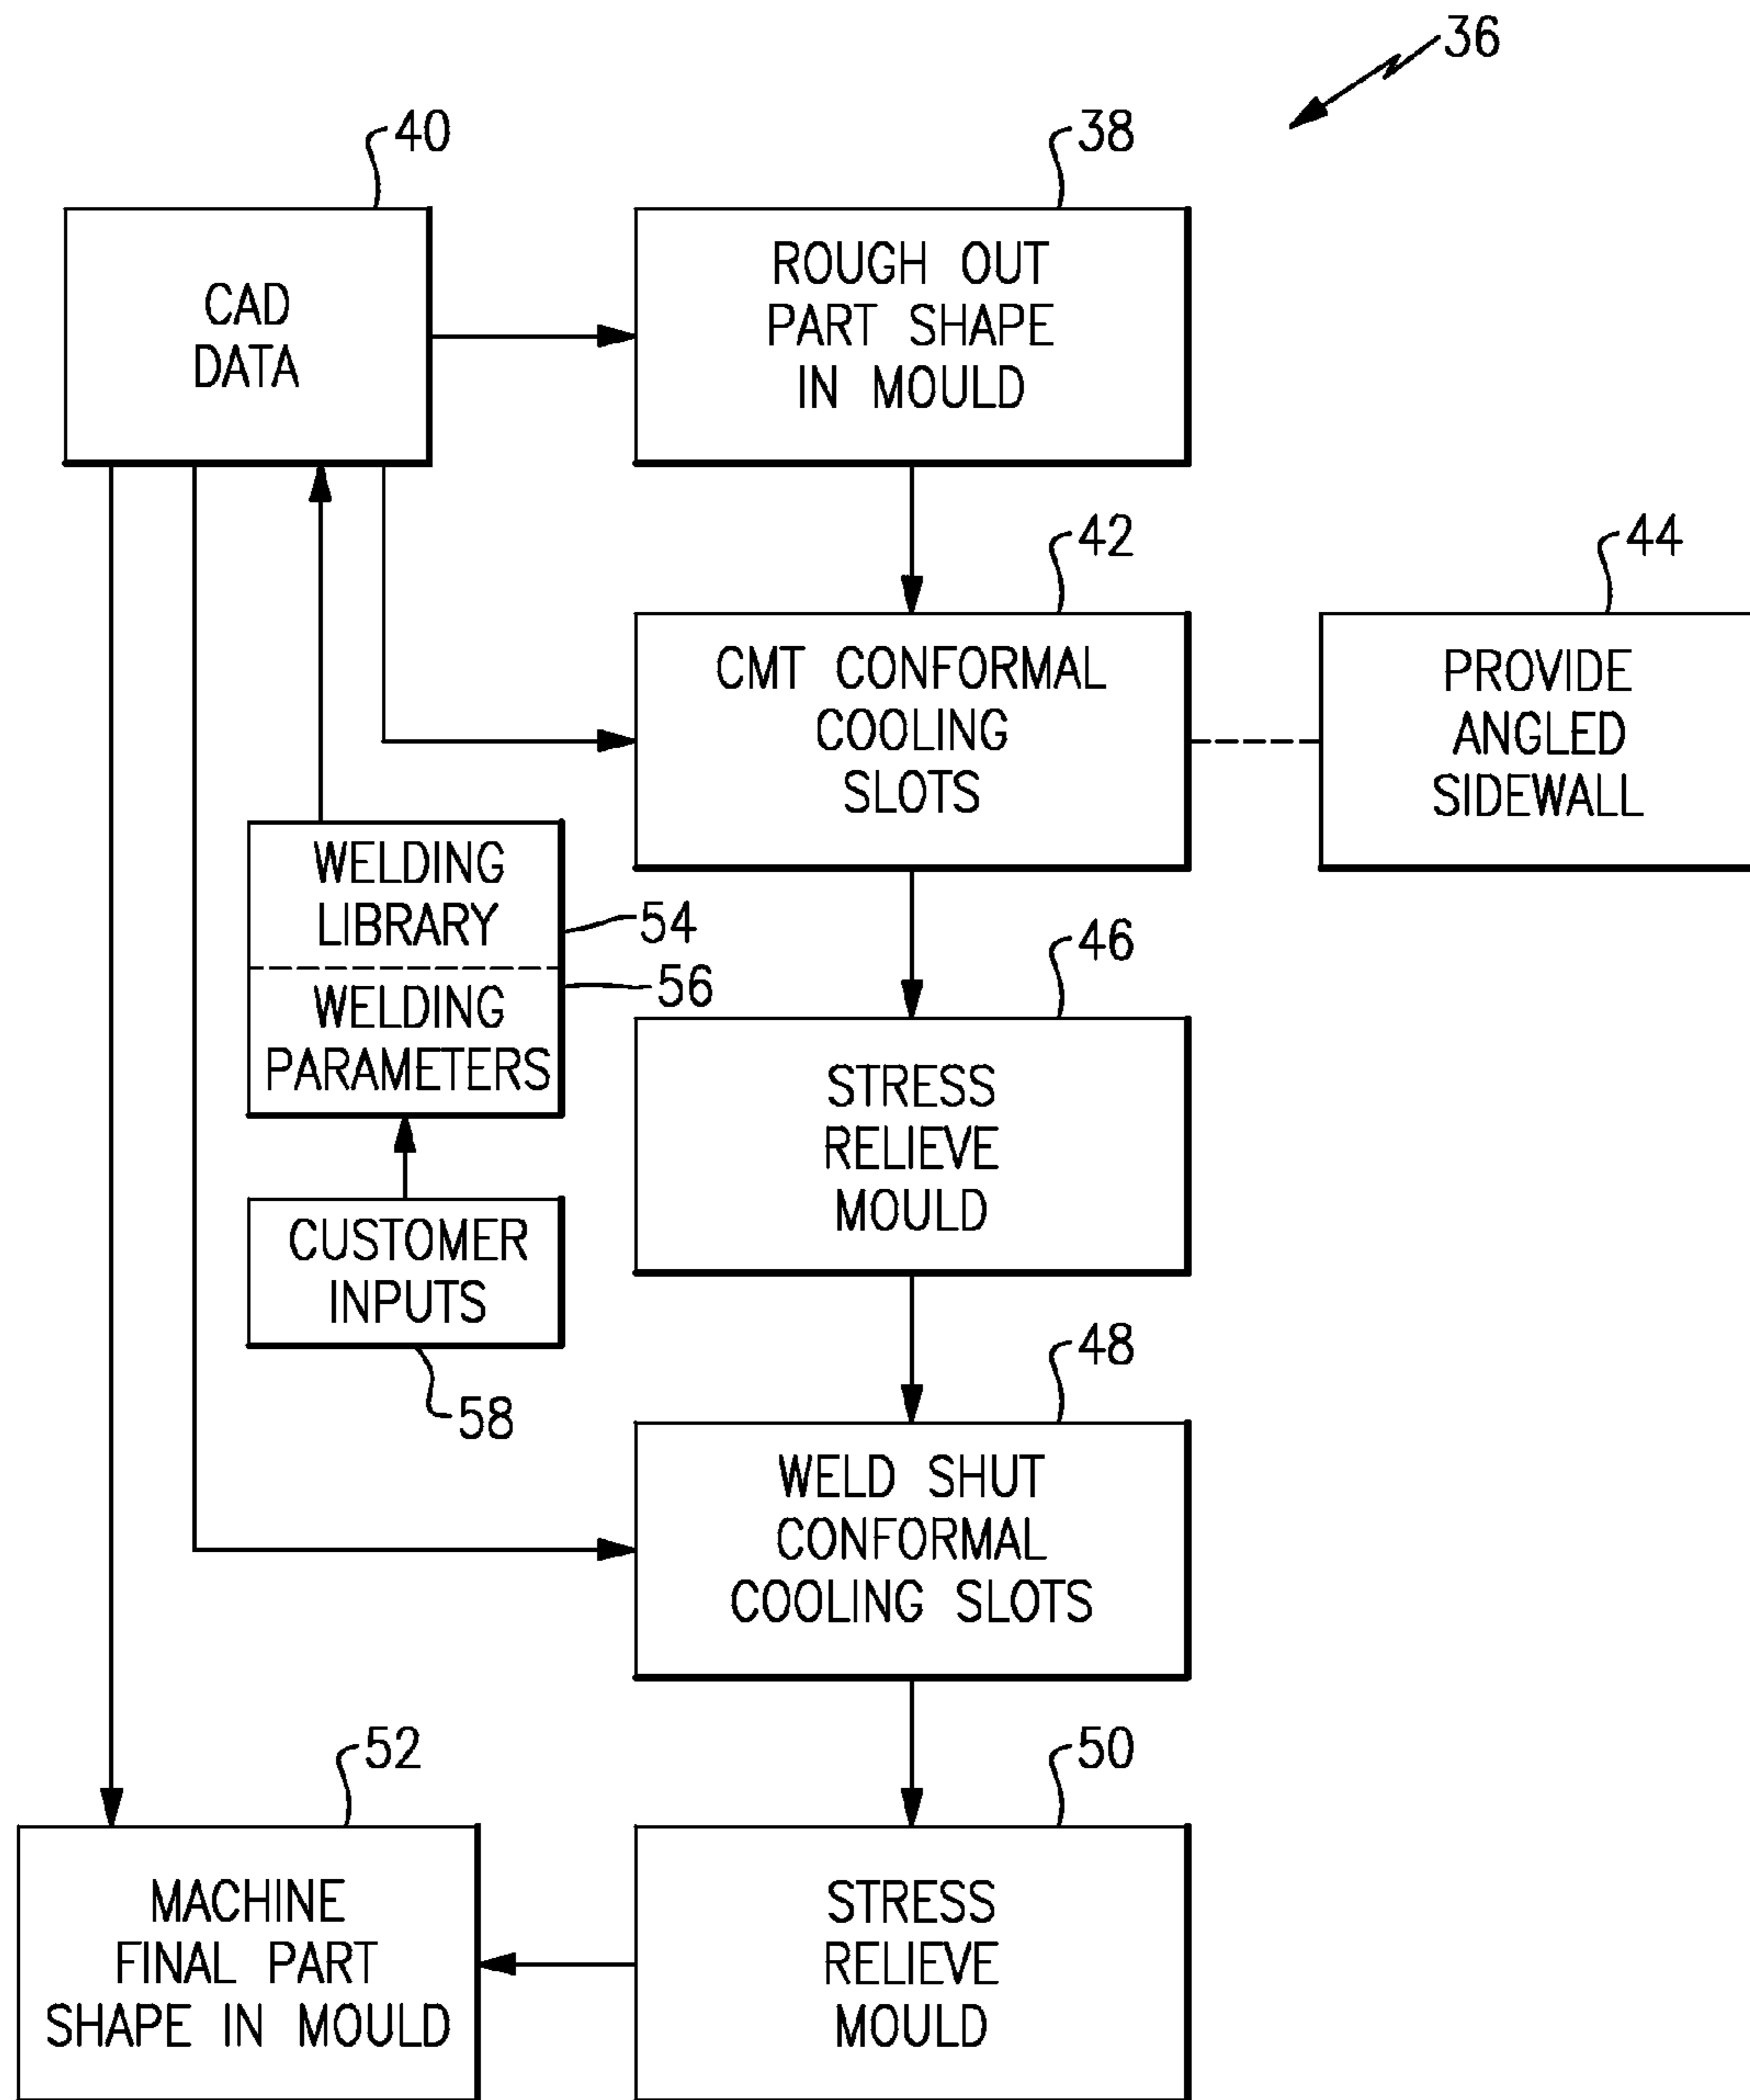 36
40
38
CAD
DATA
ROUGH OUT
PART SHAPE
IN MOULD
42
44
CMT CONFORMAL
COOLING
SLOTS
PROVIDE
ANGLED
SIDEWALL
WELDING
LIBRARY
54
56
WELDING
PARAMETERS
46
STRESS
RELIEVE
MOULD
CUSTOMER
INPUTS
58
48
WELD SHUT
CONFORMAL
COOLING SLOTS
52
50
MACHINE
FINAL PART
SHAPE IN MOULD
STRESS
RELIEVE
MOULD